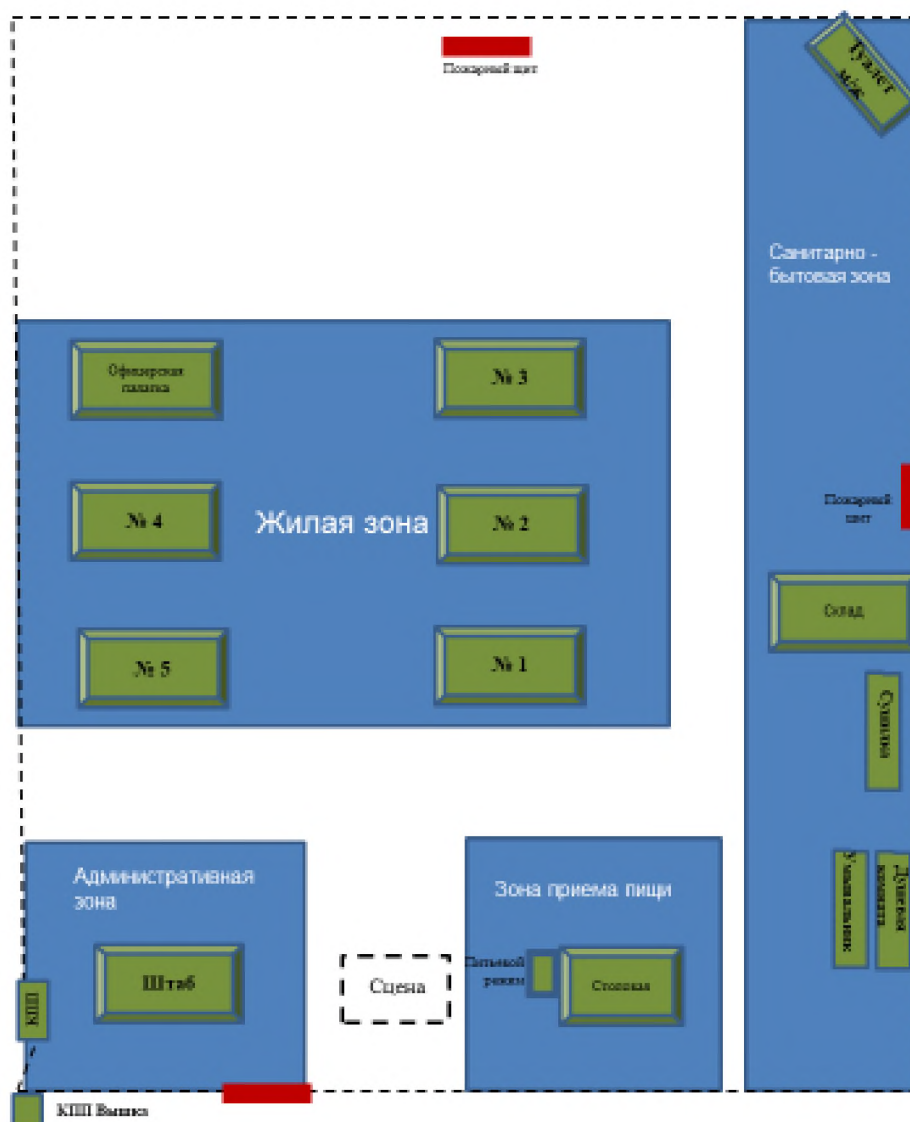 Пожарный щит
Туалет
м/ж
Санитарно -
бытовая зона
Офицерская
палатка
№ 3
№ 4
Жилая зона
№ 2
Пожарный
щит
Склад
№ 5
№ 1
Сушилка
Административная
зона
Зона приема пищи
Умывальник
Душевая
комната
Штаб
Сцена
Питьевой
режим
Столовая
КПП
КПП Вышка